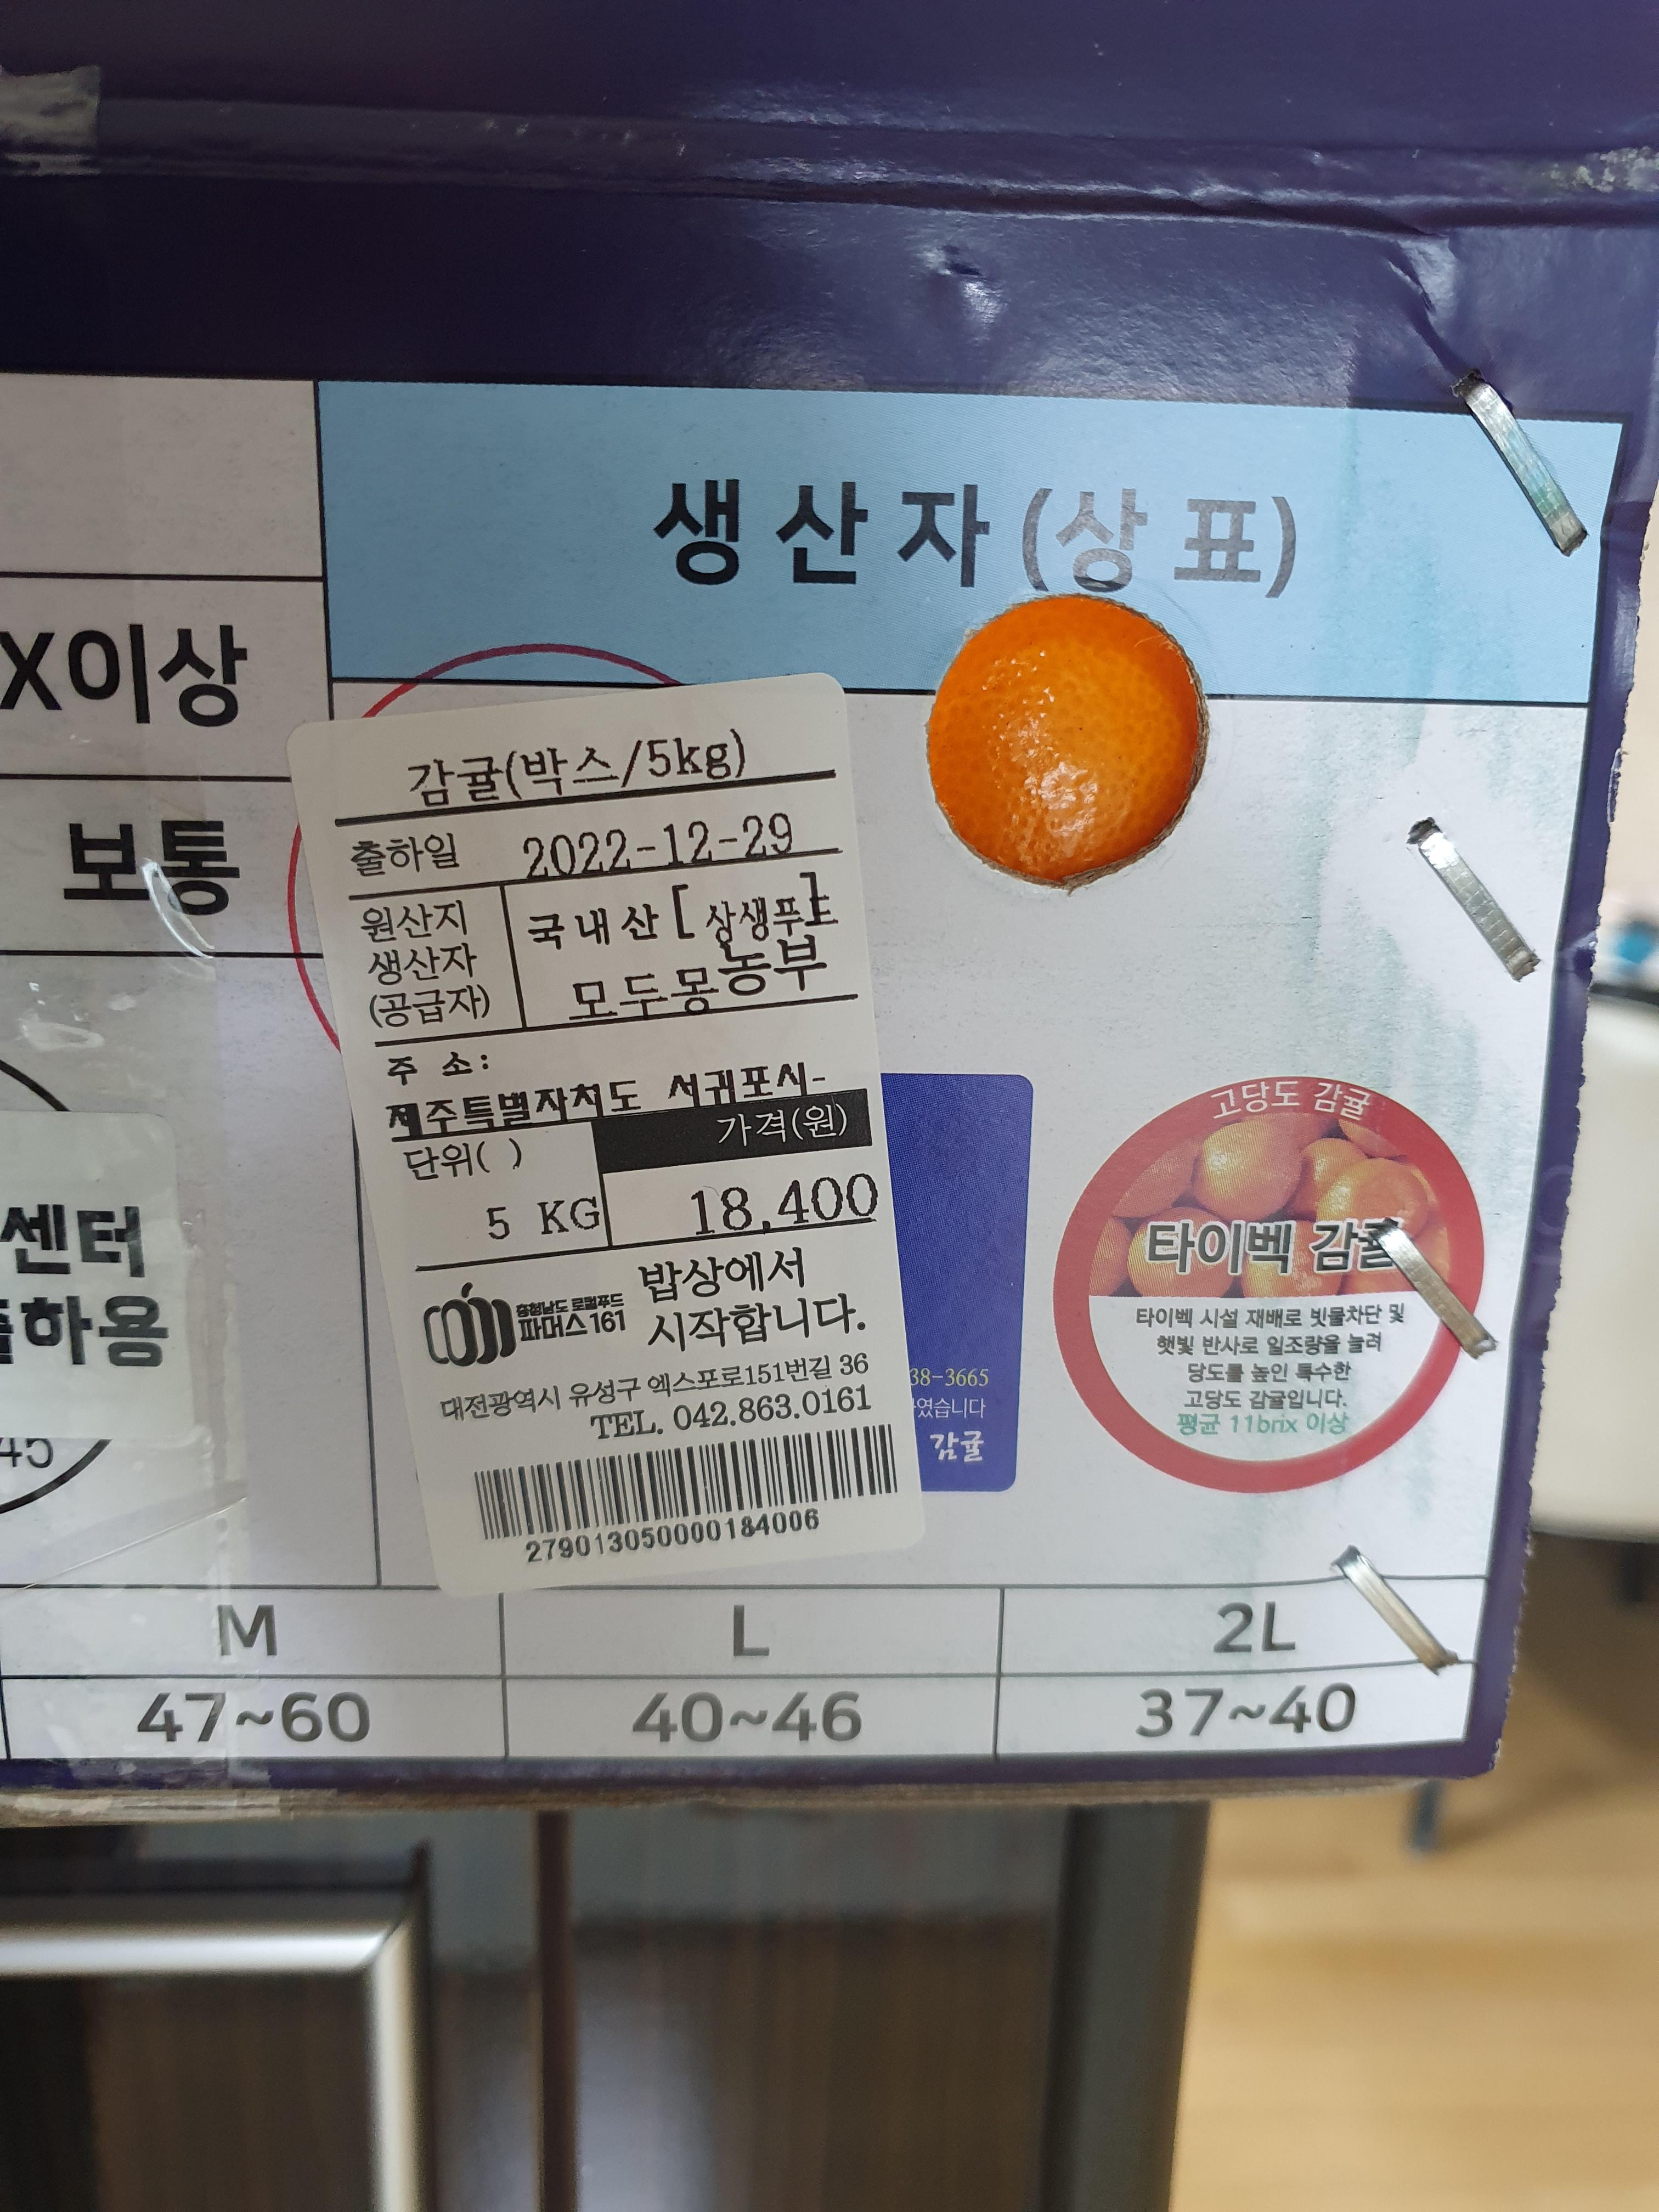 생산자(상표)
X이상
보통
감귤(박스/5kg)
출하일 2022-12-29
원산지 국내산[상생푸드]
생산자 모두몽농부
(공급자)
주 소:
제주특별자치도 서귀포시-
단위( ) 가격(원)
5 KG 18,400
충청남도 로컬푸드
파머스161
밥상에서
시작합니다.
대전광역시 유성구 엑스포로151번길 36
TEL. 042.863.0161
279013050000184006
센터
출하용
45
38-3665
였습니다
감귤
고당도 감귤
타이벡 감귤
타이벡 시설 재배로 빗물차단 및
햇빛 반사로 일조량을 늘려
당도를 높인 특수한
고당도 감귤입니다.
평균 11brix 이상
M L 2L
47~60 40~46 37~40